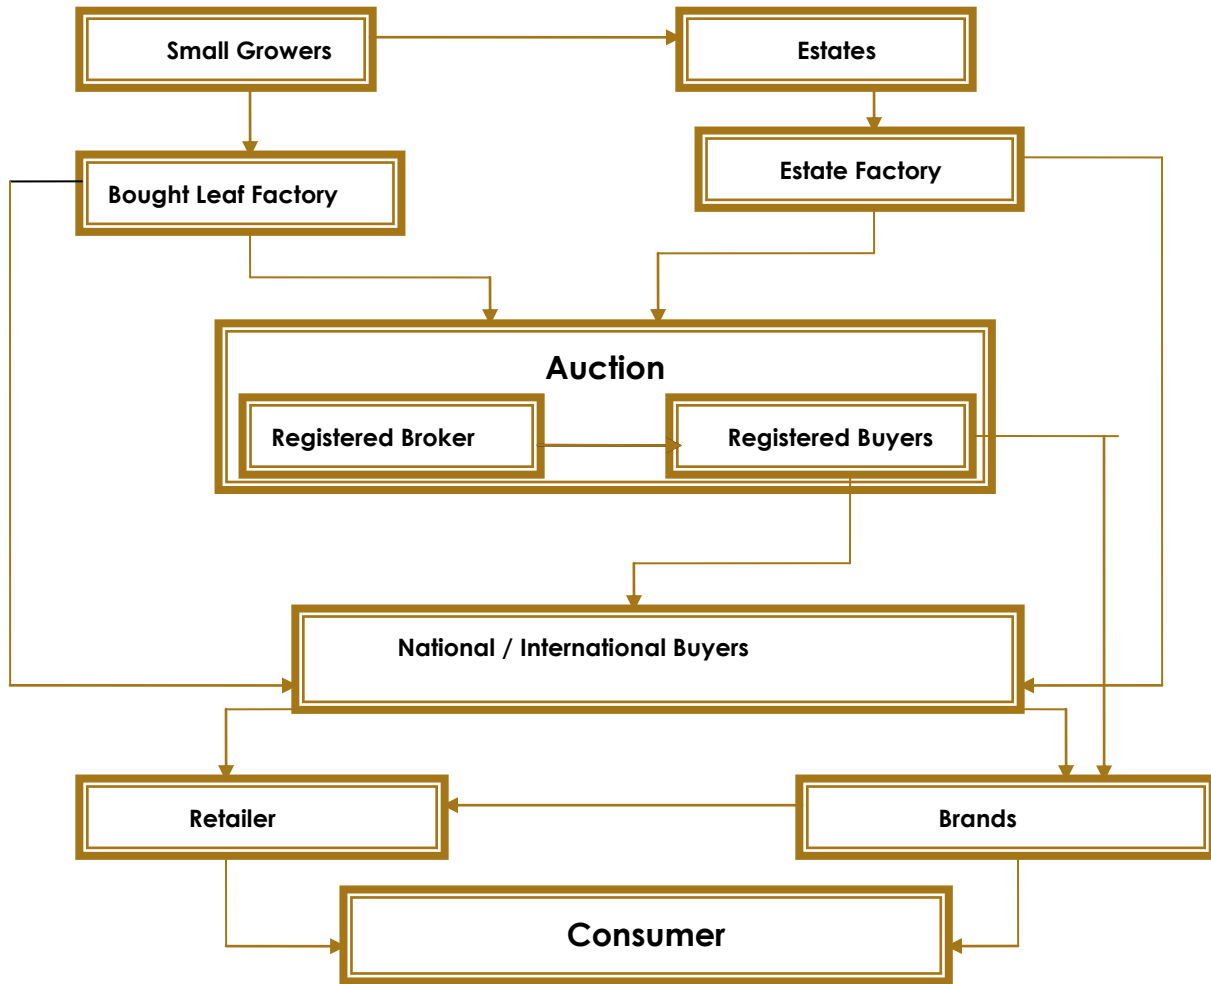 Small Growers
Estates
Estate Factory
Bought Leaf Factory
Auction
Registered Broker
Registered Buyers
National / International Buyers
Retailer
Brands
Consumer